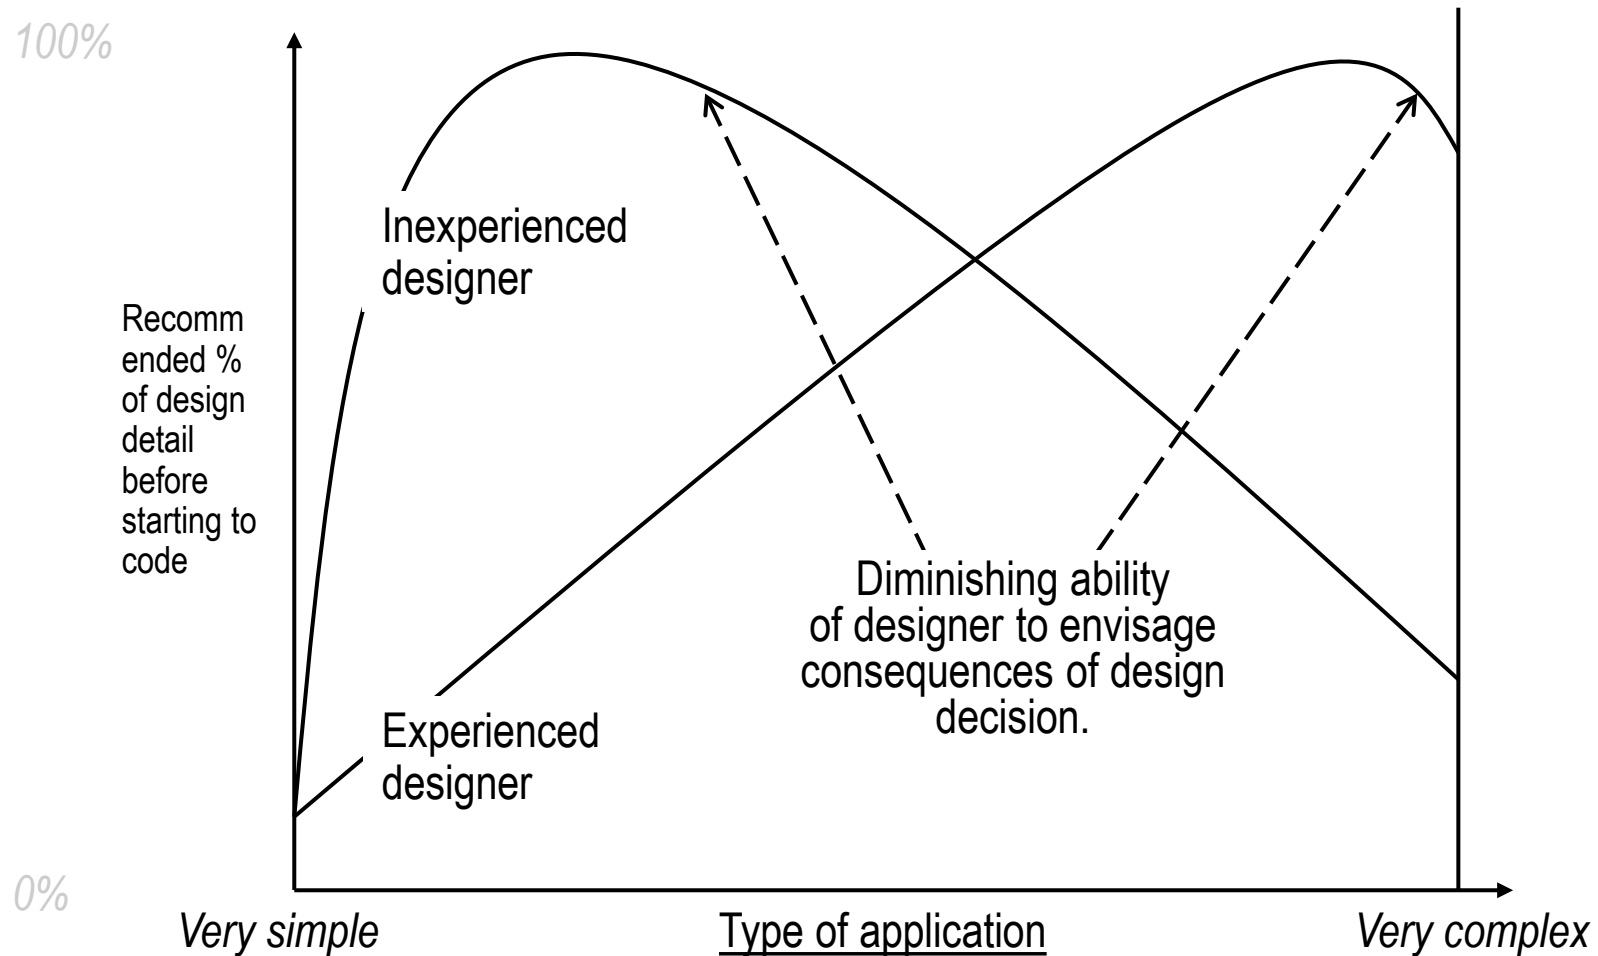 100%
Inexperienced
designer
Recomm
ended %
of design
detail
before
starting to
code
Diminishing ability
of designer to envisage
consequences of design
decision.
Experienced
designer
0%
Very simple
Type of application
Very complex